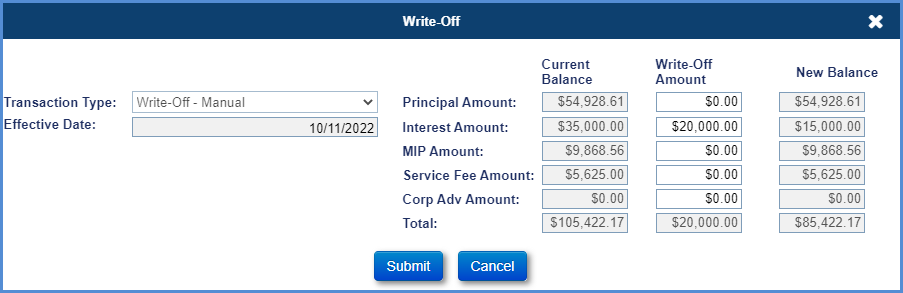 Write-Off
Current Balance Write-Off Amount New Balance
Transaction Type: Write-Off - Manual Principal Amount: $54,928.61 $0.00 $54,928.61
Effective Date: 10/11/2022 Interest Amount: $35,000.00 $20,000.00 $15,000.00
MIP Amount: $9,868.56 $0.00 $9,868.56
Service Fee Amount: $5,625.00 $0.00 $5,625.00
Corp Adv Amount: $0.00 $0.00 $0.00
Total: $105,422.17 $20,000.00 $85,422.17
Submit Cancel